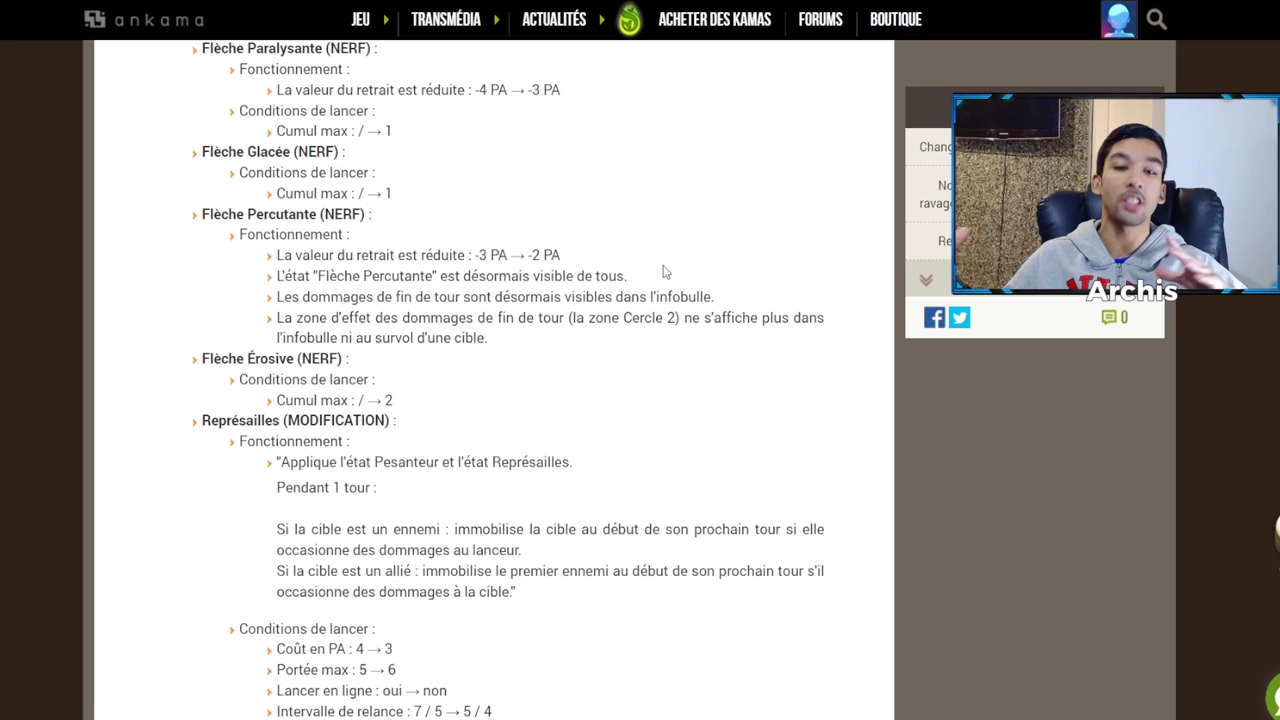 ankama
JEU
TRANSMÉDIA
ACTUALITÉS
ACHETER DES KAMAS
FORUMS
BOUTIQUE
Flèche Paralysante (NERF) :
Fonctionnement :
La valeur du retrait est réduite : -4 PA → -3 PA
Conditions de lancer :
Cumul max : / → 1
Flèche Glacée (NERF) :
Conditions de lancer :
Cumul max : / → 1
Flèche Percutante (NERF) :
Fonctionnement :
La valeur du retrait est réduite : -3 PA → -2 PA
L'état "Flèche Percutante" est désormais visible de tous.
Les dommages de fin de tour sont désormais visibles dans l'infobulle.
La zone d'effet des dommages de fin de tour (la zone Cercle 2) ne s'affiche plus dans
l'infobulle ni au survol d'une cible.
Flèche Érosive (NERF) :
Conditions de lancer :
Cumul max : / → 2
Représailles (MODIFICATION) :
Fonctionnement :
"Applique l'état Pesanteur et l'état Représailles.
Pendant 1 tour :
Si la cible est un ennemi : immobilise la cible au début de son prochain tour si elle
occasionne des dommages au lanceur.
Si la cible est un allié : immobilise le premier ennemi au début de son prochain tour s'il
occasionne des dommages à la cible."
Conditions de lancer :
Coût en PA : 4 → 3
Portée max : 5 → 6
Lancer en ligne : oui → non
Intervalle de relance : 7 / 5 → 5 / 4
Chang
No
ravage
Re
Archis
0